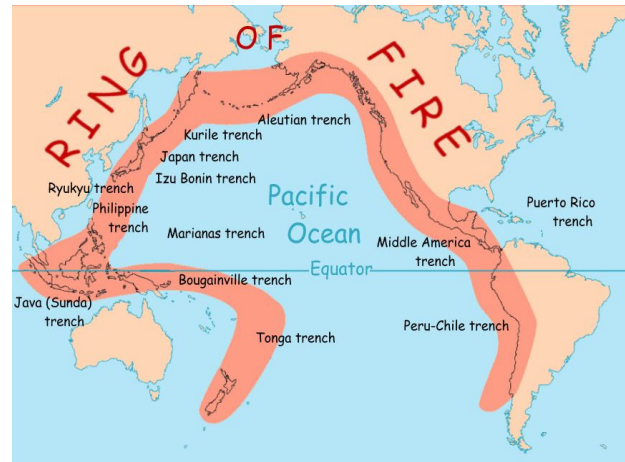 RING OF FIRE
Aleutian trench
Kurile trench
Japan trench
Izu Bonin trench
Ryukyu trench
Philippine
trench
Marianas trench
Pacific
Ocean
Puerto Rico
trench
Middle America
trench
Equator
Bougainville trench
Java (Sunda)
trench
Tonga trench
Peru-Chile trench